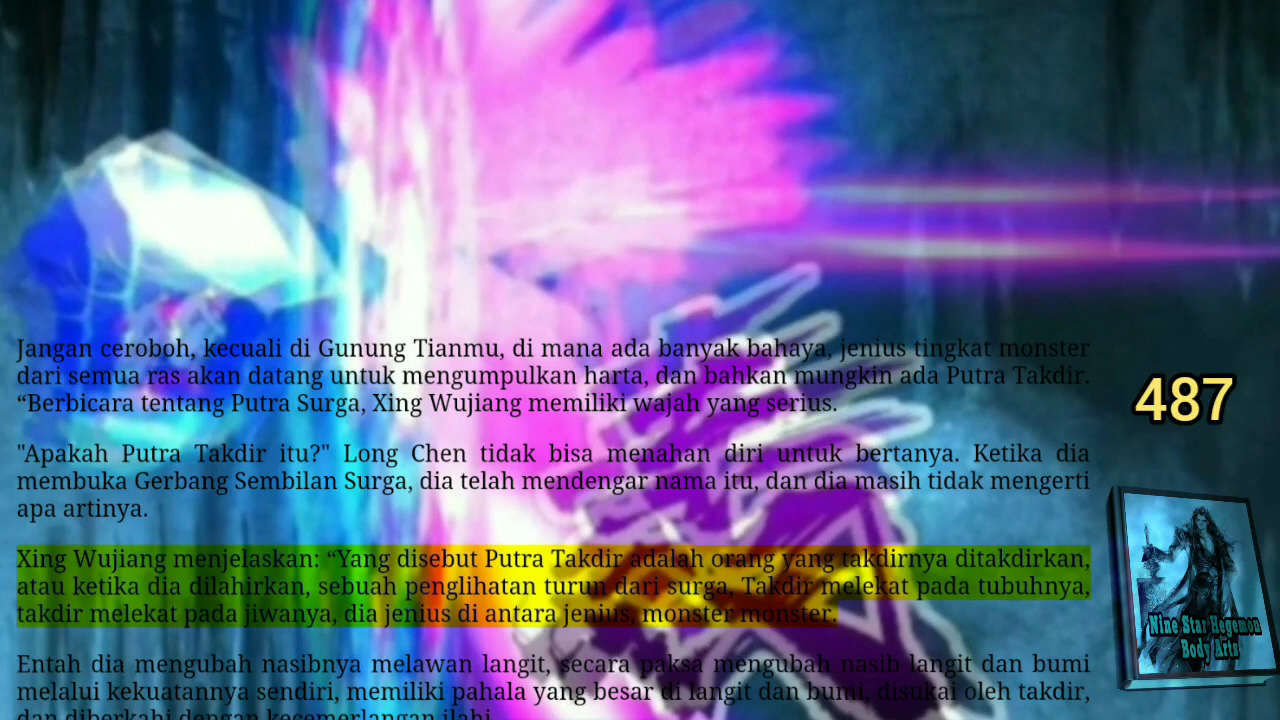 Jangan ceroboh, kecuali di Gunung Tianmu, di mana ada banyak bahaya, jenius tingkat monster
dari semua ras akan datang untuk mengumpulkan harta, dan bahkan mungkin ada Putra Takdir.
“Berbicara tentang Putra Surga, Xing Wujiang memiliki wajah yang serius.
"Apakah Putra Takdir itu?" Long Chen tidak bisa menahan diri untuk bertanya. Ketika dia
membuka Gerbang Sembilan Surga, dia telah mendengar nama itu, dan dia masih tidak mengerti
apa artinya.
Xing Wujiang menjelaskan: “Yang disebut Putra Takdir adalah orang yang takdirnya ditakdirkan,
atau ketika dia dilahirkan, sebuah penglihatan turun dari surga, Takdir melekat pada tubuhnya,
takdir melekat pada jiwanya, dia jenius di antara jenius, monster monster.
Entah dia mengubah nasibnya melawan langit, secara paksa mengubah nasib langit dan bumi
melalui kekuatannya sendiri, memiliki pahala yang besar di langit dan bumi, disukai oleh takdir,
dan diberkahi dengan kecemerlangan ilahi
487
Nine Star Hegemon
Body Arts